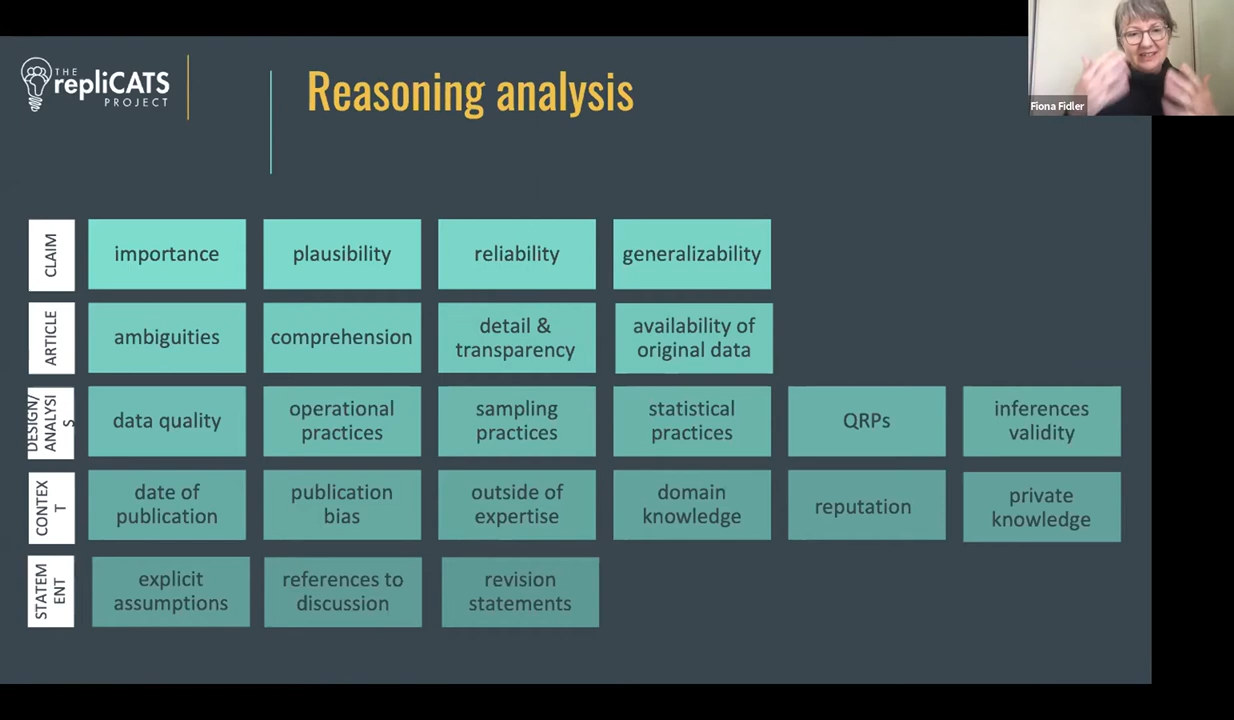 THE
repliCATS
PROJECT
Reasoning analysis
Fiona Fidler
CLAIM
importance
plausibility
reliability
generalizability
ARTICLE
ambiguities
comprehension
detail &
transparency
availability of
original data
DESIGN/
ANALYSI
S
data quality
operational
practices
sampling
practices
statistical
practices
QRPs
inferences
validity
CONTEX
T
date of
publication
publication
bias
outside of
expertise
domain
knowledge
reputation
private
knowledge
STATEM
ENT
explicit
assumptions
references to
discussion
revision
statements